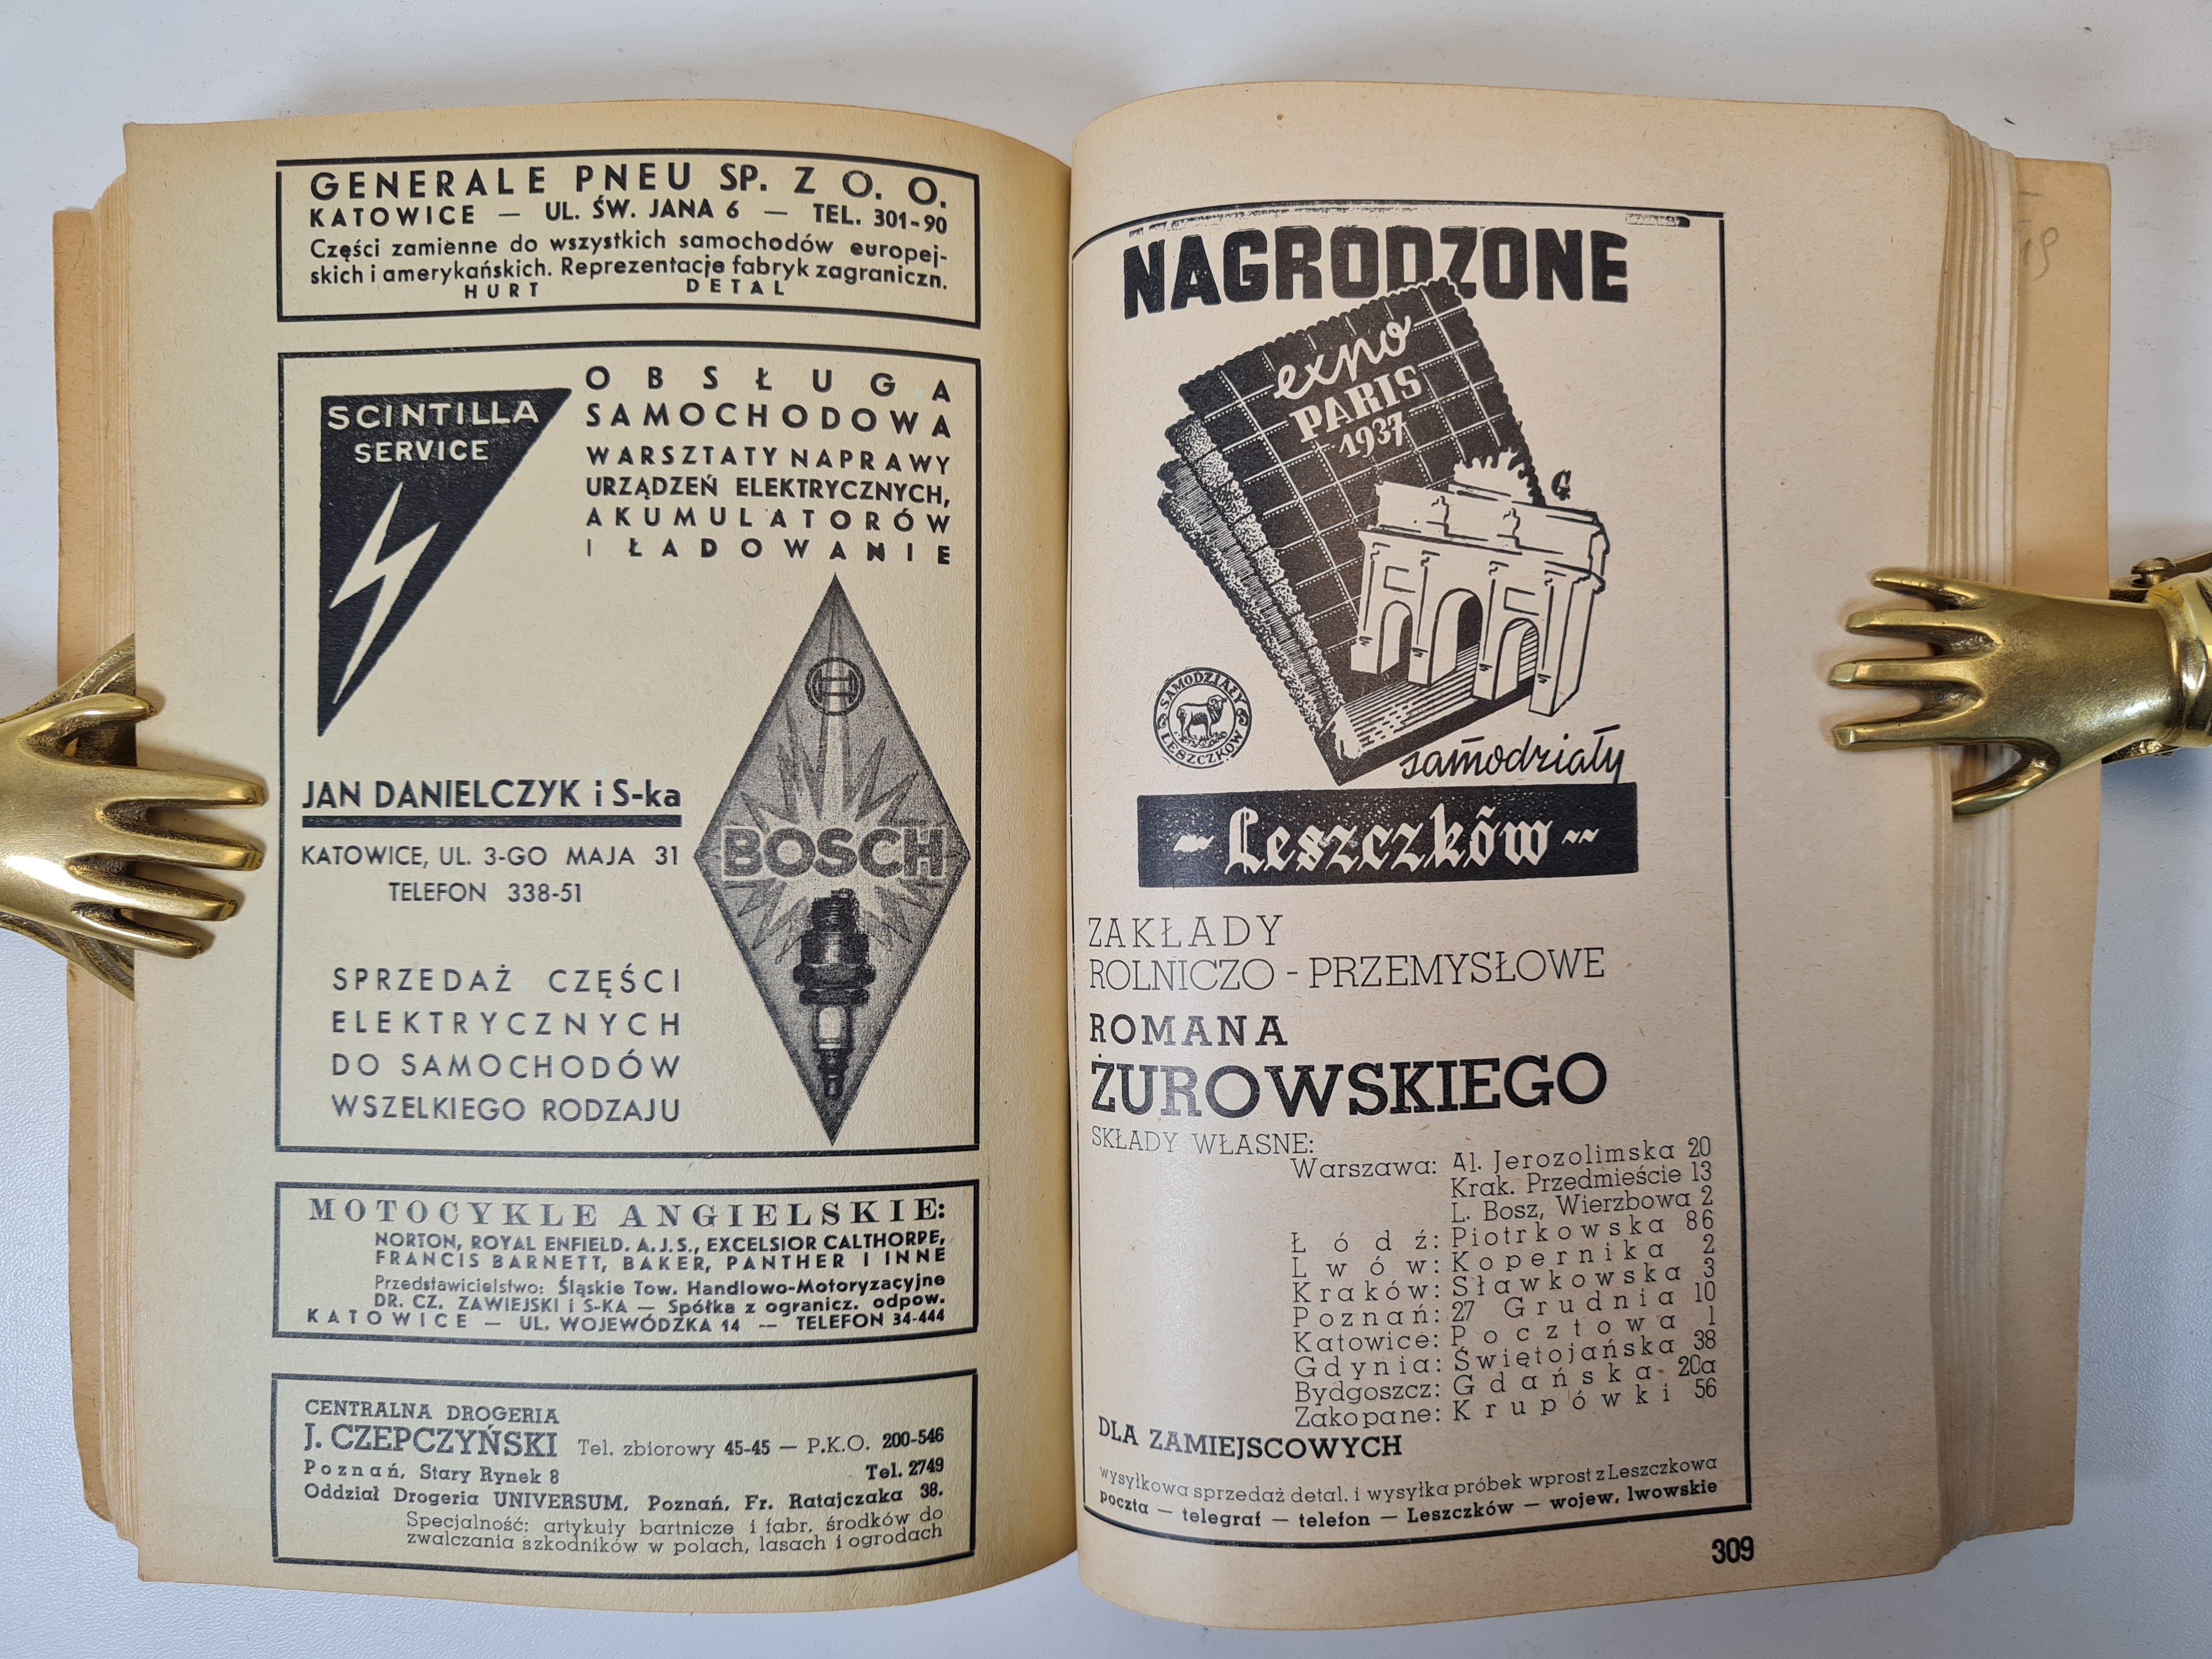 GENERALE PNEU SP. Z O. O.
KATOWICE — UL. ŚW. JANA 6 — TEL. 301-90
Części zamienne do wszystkich samochodów europej-
skich i amerykańskich. Reprezentacje fabryk zagraniczn.
HURT DETAL
SCINTILLA
SERVICE
OBSŁUGA
SAMOCHODOWA
WARSZTATY NAPRAWY
URZĄDZEŃ ELEKTRYCZNYCH,
AKUMULATORÓW
I ŁADOWANIE
JAN DANIELCZYK i S-ka
KATOWICE, UL. 3-GO MAJA 31
TELEFON 338-51
BOSCH
SPRZEDAŻ CZĘŚCI
ELEKTRYCZNYCH
DO SAMOCHODÓW
WSZELKIEGO RODZAJU
MOTOCYKLE ANGIELSKIE:
NORTON, ROYAL ENFIELD. A.J.S., EXCELSIOR CALTHORPE,
FRANCIS BARNETT, BAKER, PANTHER I INNE
Przedstawicielstwo: Śląskie Tow. Handlowo-Motoryzacyjne
DR. CZ. ZAWIEJSKI i S-KA — Spółka z ogranicz. odpow.
KATOWICE — UL. WOJEWÓDZKA 14 — TELEFON 34-444
CENTRALNA DROGERIA
J. CZEPCZYŃSKI Tel. zbiorowy 45-45 — P.K.O. 200-546
Poznań, Stary Rynek 8 Tel. 2749
Oddział Drogeria UNIVERSUM, Poznań, Fr. Ratajczaka 38.
Specjalność: artykuły bartnicze i fabr. środków do
zwalczania szkodników w polach, lasach i ogrodach
NAGRODZONE
expo
PARIS
1937
G
SAMODZIAŁY
LESZCZKÓW
samodziały
Leszczków
ZAKŁADY
ROLNICZO - PRZEMYSŁOWE
ROMANA
ŻUROWSKIEGO
SKŁADY WŁASNE:
Warszawa: Al. Jerozolimska 20
Krak. Przedmieście 13
L. Bosz, Wierzbowa 2
Łódź: Piotrkowska 86
Lwów: Kopernika 2
Kraków: Sławkowska 3
Poznań: 27 Grudnia 10
Katowice: Pocztowa 1
Gdynia: Świętojańska 38
Bydgoszcz: Gdańska 20a
Zakopane: Krupówki 56
DLA ZAMIEJSCOWYCH
wysyłkowa sprzedaż detal. i wysyłka próbek wprost z Leszczkowa
poczta — telegraf — telefon — Leszczków — wojew. lwowskie
309